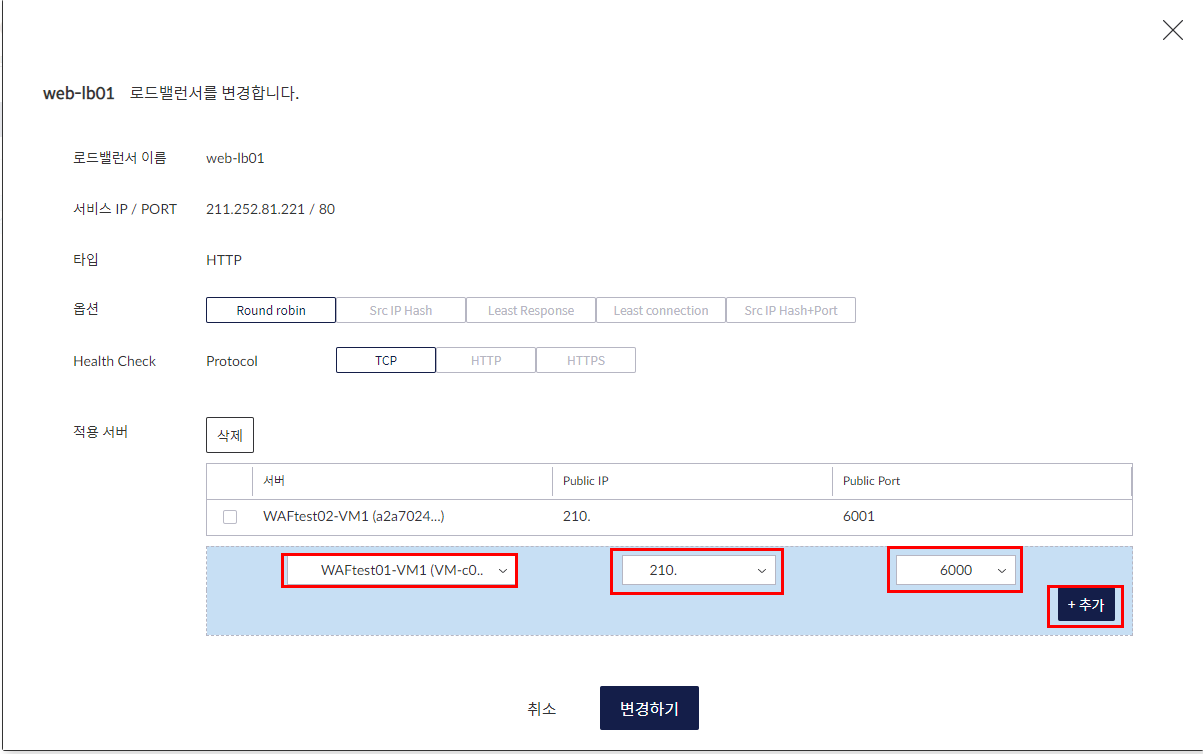 web-lb01 로드밸런서를 변경합니다.
로드밸런서 이름 web-lb01
서비스 IP / PORT 211.252.81.221 / 80
타입 HTTP
옵션 Round robin Src IP Hash Least Response Least connection Src IP Hash+Port
Health Check Protocol TCP HTTP HTTPS
적용 서버 삭제
서버 Public IP Public Port
WAFtest02-VM1 (a2a7024...) 210. 6001
WAFtest01-VM1 (VM-c0.. 210. 6000
+ 추가
취소 변경하기